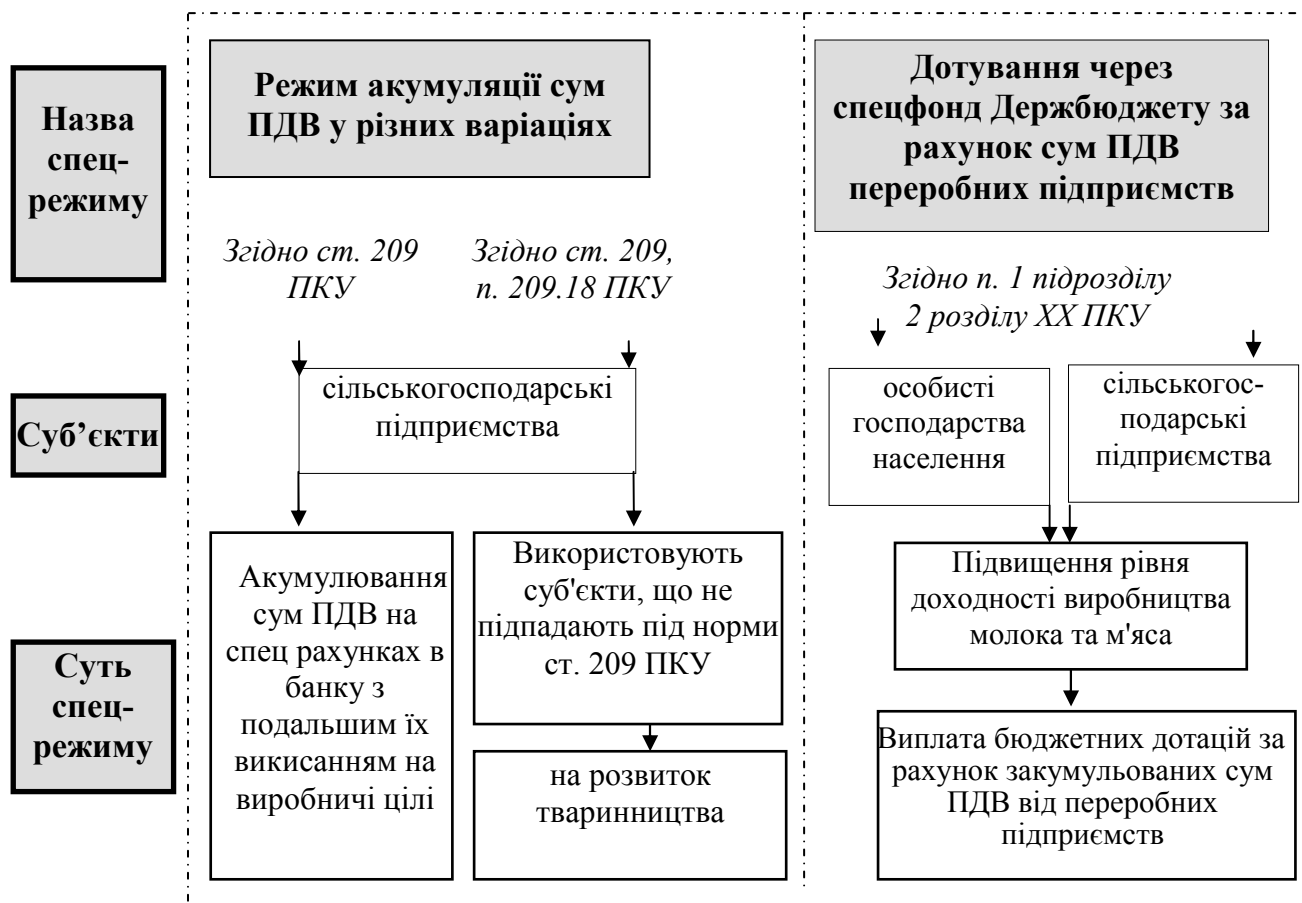 Назва
спец-
режиму
Режим акумуляції сум
ПДВ у різних варіаціях
Дотування через
спецфонд Держбюджету за
рахунок сум ПДВ
переробних підприємств
Згідно ст. 209
ПКУ
Згідно ст. 209,
п. 209.18 ПКУ
Згідно п. 1 підрозділу
2 розділу ХХ ПКУ
Суб’єкти
сільськогосподарські
підприємства
особисті
господарства
населення
сільськогос-
подарські
підприємства
Суть
спец-
режиму
Акумулювання
сум ПДВ на
спец рахунках в
банку з
подальшим їх
викисанням на
виробничі цілі
Використовують
суб'єкти, що не
підпадають під норми
ст. 209 ПКУ
на розвиток
тваринництва
Підвищення рівня
доходності виробництва
молока та м'яса
Виплата бюджетних дотацій за
рахунок закумульованих сум
ПДВ від переробних
підприємств